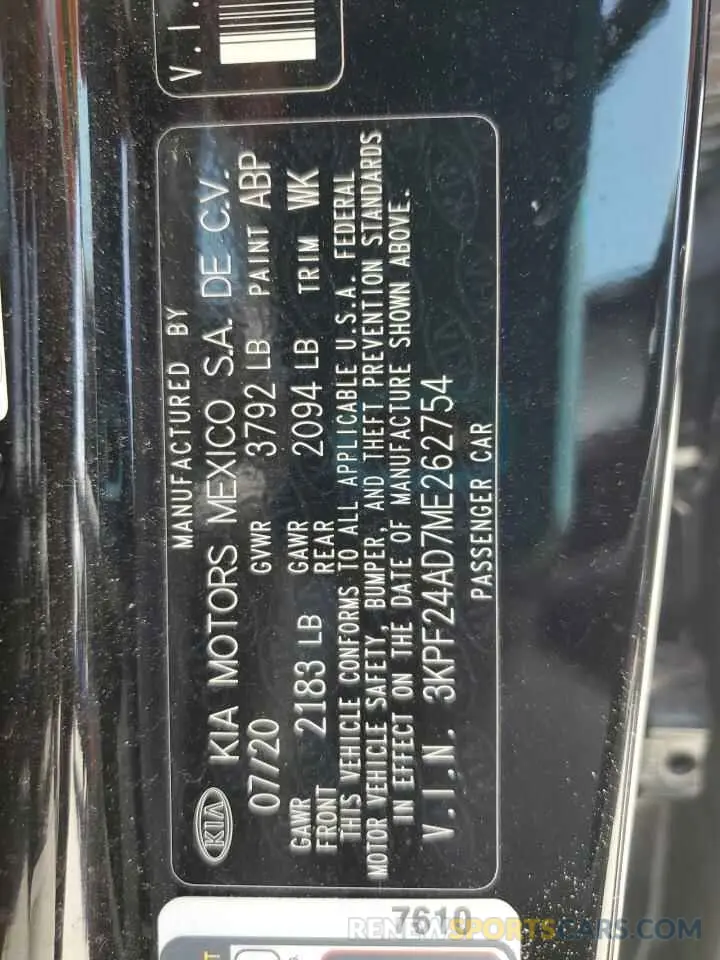 V.I.
MANUFACTURED BY
KIA KIA MOTORS MEXICO S.A. DE C.V.
07/20 GVWR 3792 LB PAINT ABP
GAWR FRONT 2183 LB GAWR REAR 2094 LB TRIM WK
THIS VEHICLE CONFORMS TO ALL APPLICABLE U.S.A. FEDERAL
MOTOR VEHICLE SAFETY, BUMPER, AND THEFT PREVENTION STANDARDS
IN EFFECT ON THE DATE OF MANUFACTURE SHOWN ABOVE.
V.I.N. 3KPF24AD7ME262754
PASSENGER CAR
7610
RENEWSPORTSCARS.COM